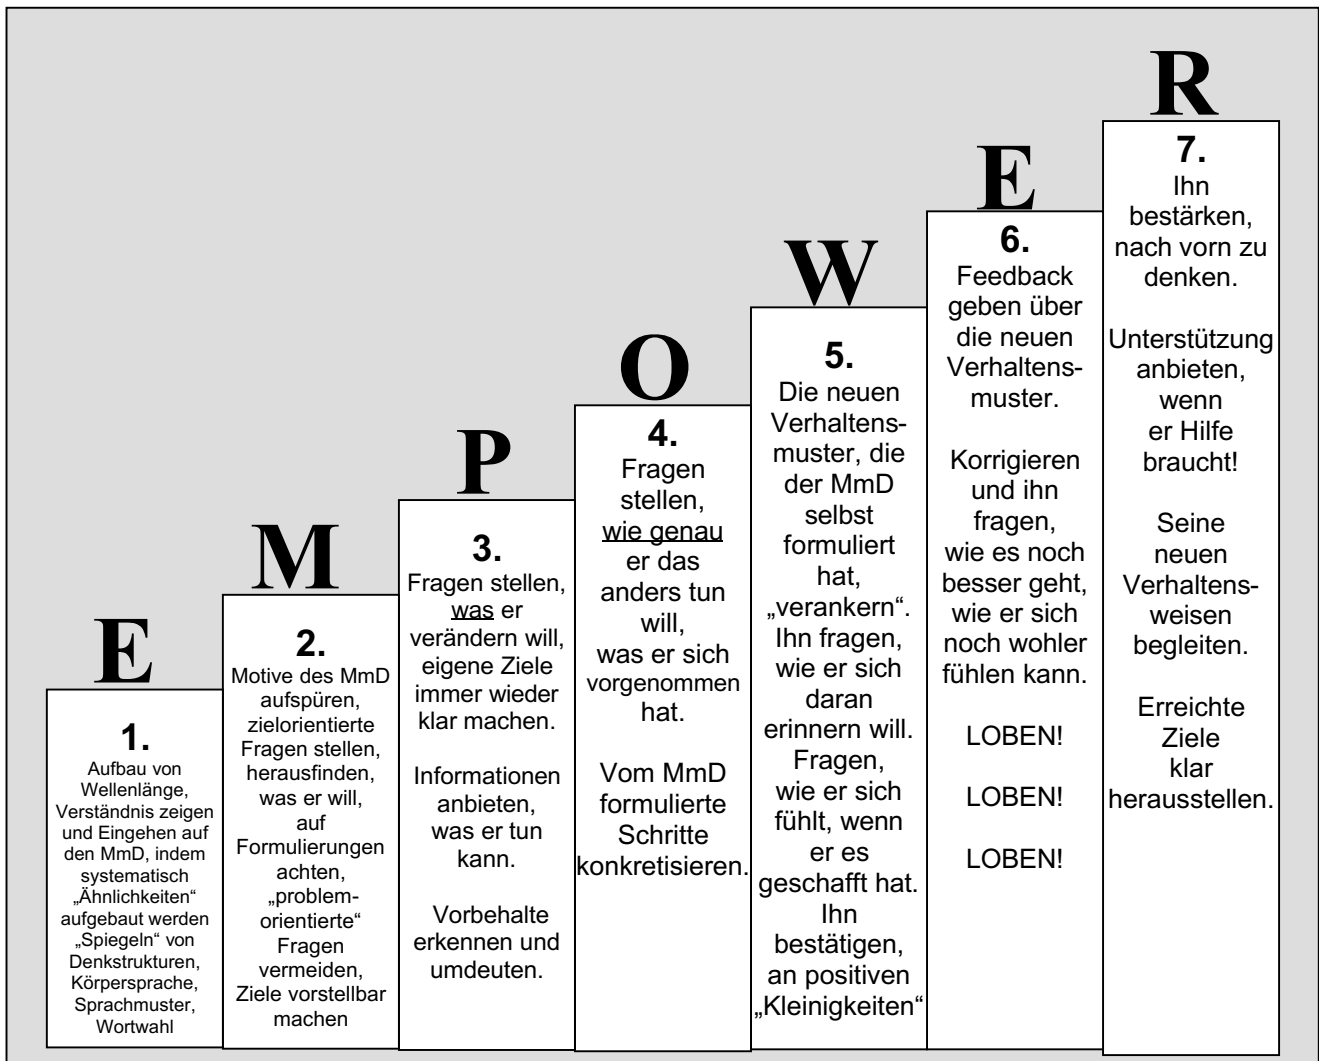 E
1.
Aufbau von
Wellenlänge,
Verständnis zeigen
und Eingehen auf
den MmD, indem
systematisch
„Ähnlichkeiten“
aufgebaut werden
„Spiegeln“ von
Denkstrukturen,
Körpersprache,
Sprachmuster,
Wortwahl
M
2.
Motive des MmD
aufspüren,
zielorientierte
Fragen stellen,
herausfinden,
was er will,
auf
Formulierungen
achten,
„problem-
orientierte“
Fragen
vermeiden,
Ziele vorstellbar
machen
P
3.
Fragen stellen,
was er
verändern will,
eigene Ziele
immer wieder
klar machen.
Informationen
anbieten,
was er tun
kann.
Vorbehalte
erkennen und
umdeuten.
O
4.
Fragen
stellen,
wie genau
er das
anders tun
will,
was er sich
vorgenommen
hat.
Vom MmD
formulierte
Schritte
konkretisieren.
W
5.
Die neuen
Verhaltens-
muster, die
der MmD
selbst
formuliert
hat,
„verankern“.
Ihn fragen,
wie er sich
daran
erinnern will.
Fragen,
wie er sich
fühlt, wenn
er es
geschafft hat.
Ihn
bestätigen,
an positiven
„Kleinigkeiten“
E
6.
Feedback
geben über
die neuen
Verhaltens-
muster.
Korrigieren
und ihn
fragen,
wie es noch
besser geht,
wie er sich
noch wohler
fühlen kann.
LOBEN!
LOBEN!
LOBEN!
R
7.
Ihn
bestärken,
nach vorn zu
denken.
Unterstützung
anbieten,
wenn
er Hilfe
braucht!
Seine
neuen
Verhaltens-
weisen
begleiten.
Erreichte
Ziele
klar
herausstellen.